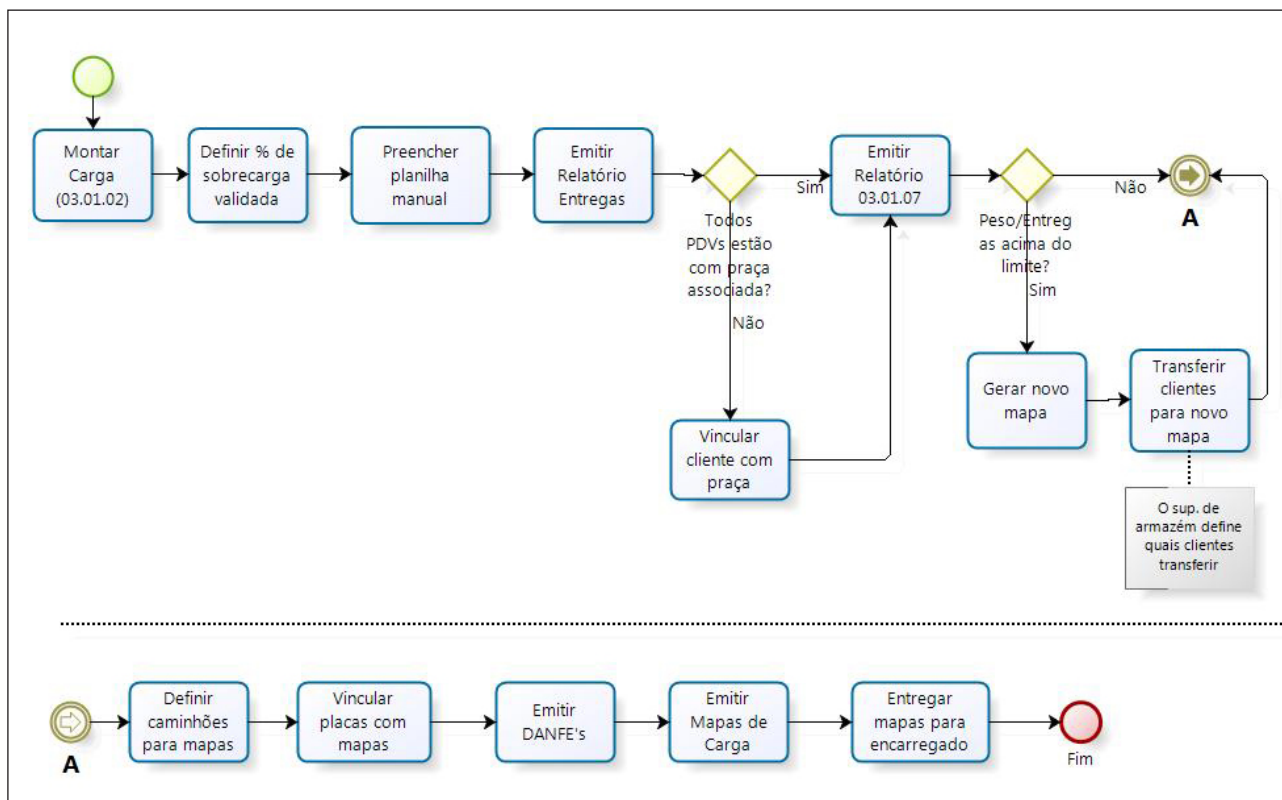 Montar
Carga
(03.01.02)
Definir % de
sobrecarga
validada
Preencher
planilha
manual
Emitir
Relatório
Entregas
Todos
PDVs estão
com praça
associada?
Sim
Não
Vincular
cliente com
praça
Emitir
Relatório
03.01.07
Peso/Entreg
as acima do
limite?
Não
Sim
A
Gerar novo
mapa
Transferir
clientes
para novo
mapa
O sup. de
armazém define
quais clientes
transferir
A
Definir
caminhões
para mapas
Vincular
placas com
mapas
Emitir
DANFE's
Emitir
Mapas de
Carga
Entregar
mapas para
encarregado
Fim